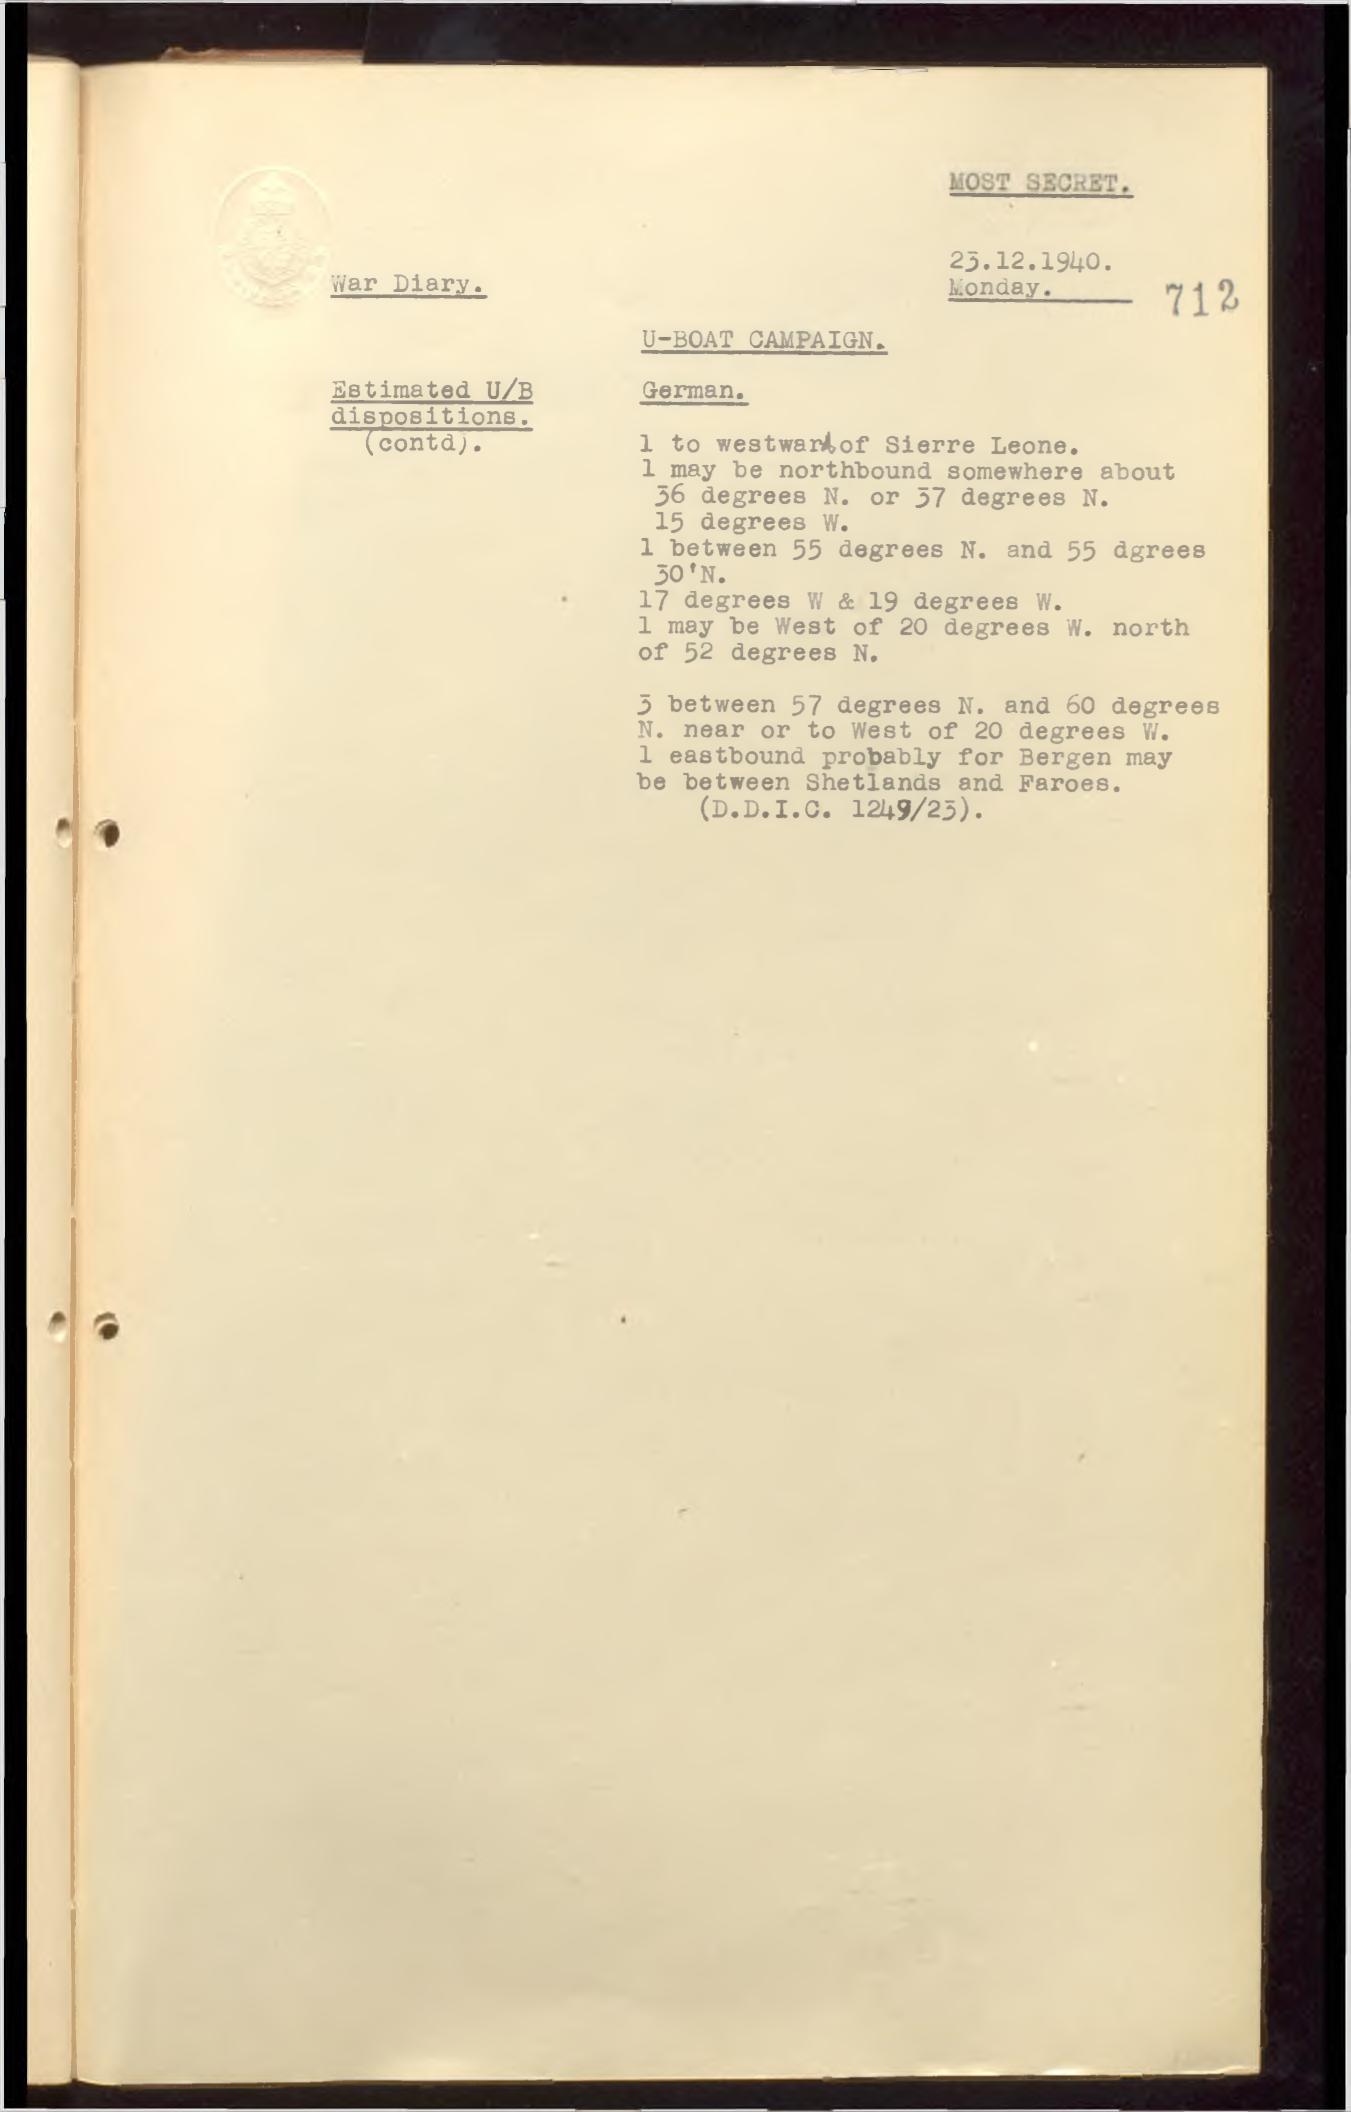 MOST SECRET.
23.12.1940.
War Diary.
Monday.
712
U-BOAT CAMPAIGN.
Estimated U/B
dispositions.
(contd).
German.
1 to westward of Sierre Leone.
1 may be northbound somewhere about
36 degrees N. or 37 degrees N.
15 degrees W.
1 between 55 degrees N. and 55 dgrees
30'N.
17 degrees W & 19 degrees W.
1 may be West of 20 degrees W. north
of 52 degrees N.
3 between 57 degrees N. and 60 degrees
N. near or to West of 20 degrees W.
1 eastbound probably for Bergen may
be between Shetlands and Faroes.
(D.D.I.C. 1249/23).